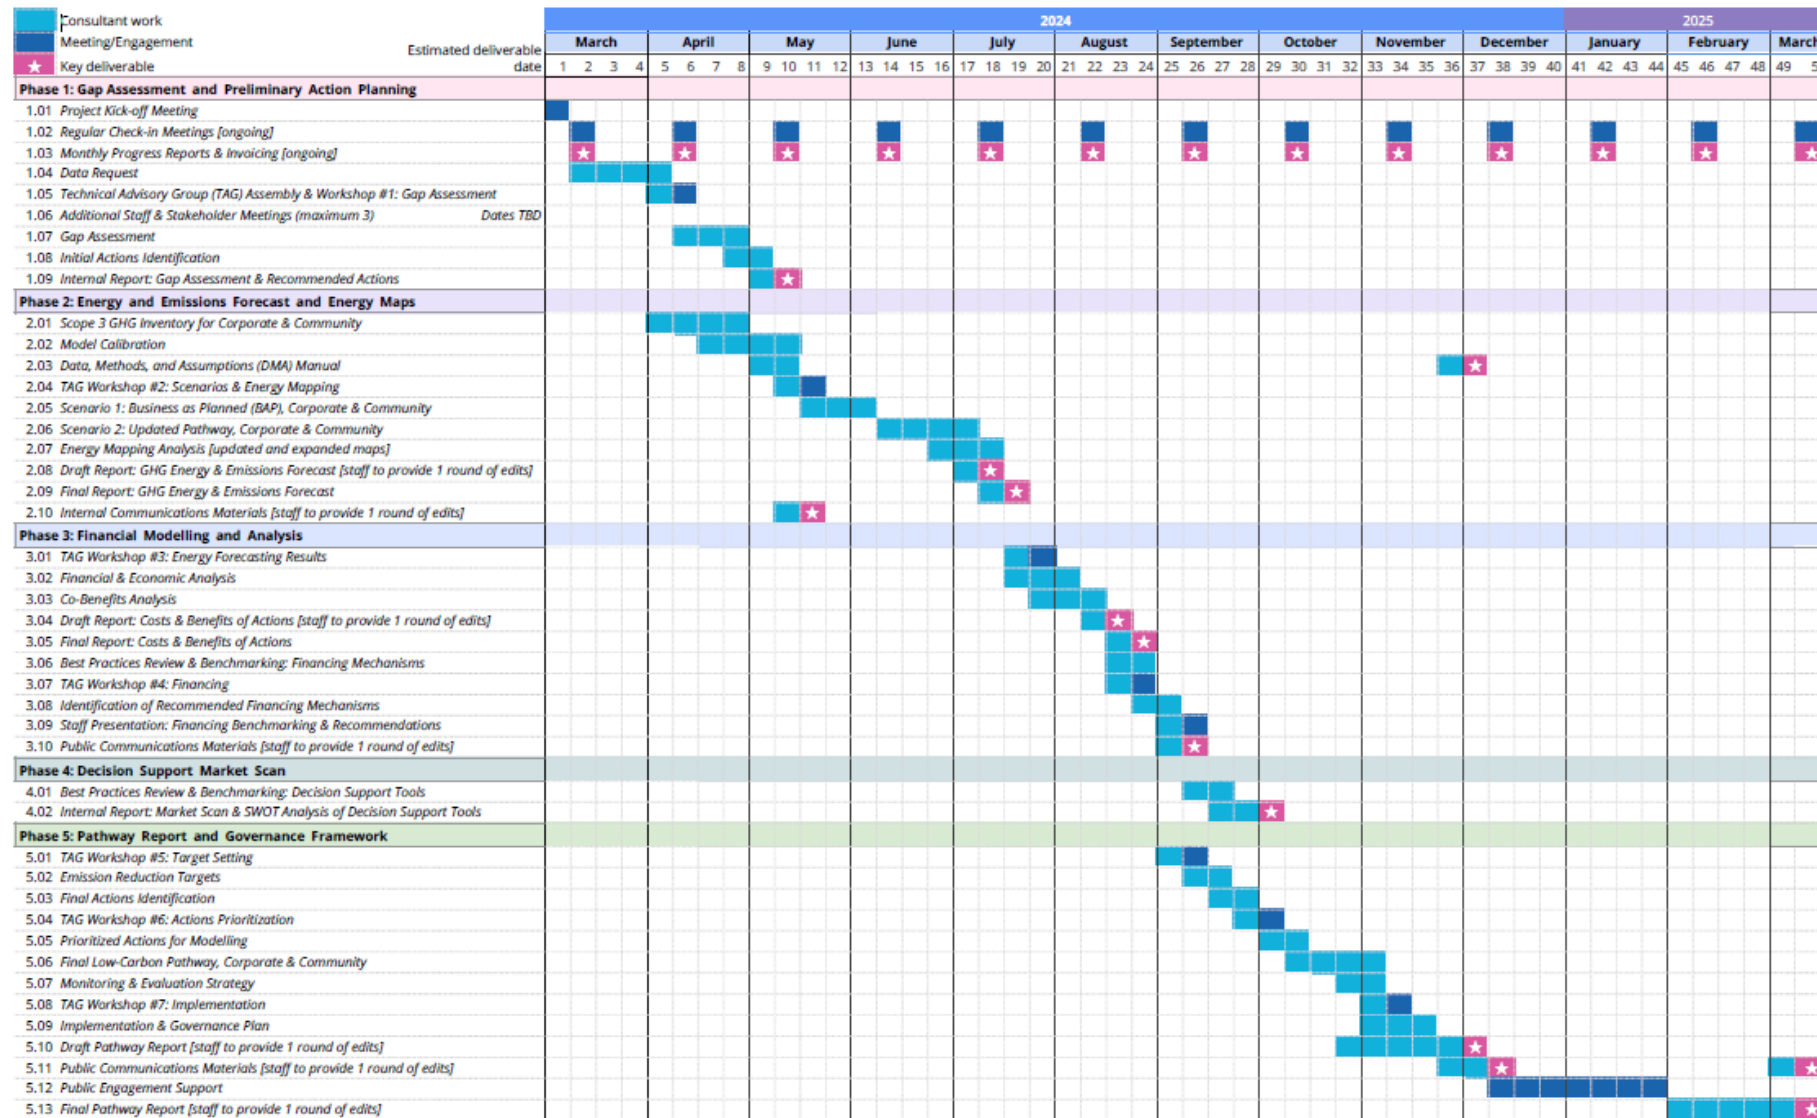 Consultant work
Meeting/Engagement
Key deliverable
Estimated deliverable date
2024 2025
March April May June July August September October November December January February March
1 2 3 4 5 6 7 8 9 10 11 12 13 14 15 16 17 18 19 20 21 22 23 24 25 26 27 28 29 30 31 32 33 34 35 36 37 38 39 40 41 42 43 44 45 46 47 48 49
Phase 1: Gap Assessment and Preliminary Action Planning
1.01 Project Kick-off Meeting
1.02 Regular Check-in Meetings [ongoing]
1.03 Monthly Progress Reports & Invoicing [ongoing]
1.04 Data Request
1.05 Technical Advisory Group (TAG) Assembly & Workshop #1: Gap Assessment
1.06 Additional Staff & Stakeholder Meetings (maximum 3) Dates TBD
1.07 Gap Assessment
1.08 Initial Actions Identification
1.09 Internal Report: Gap Assessment & Recommended Actions
Phase 2: Energy and Emissions Forecast and Energy Maps
2.01 Scope 3 GHG Inventory for Corporate & Community
2.02 Model Calibration
2.03 Data, Methods, and Assumptions (DMA) Manual
2.04 TAG Workshop #2: Scenarios & Energy Mapping
2.05 Scenario 1: Business as Planned (BAP), Corporate & Community
2.06 Scenario 2: Updated Pathway, Corporate & Community
2.07 Energy Mapping Analysis [updated and expanded maps]
2.08 Draft Report: GHG Energy & Emissions Forecast [staff to provide 1 round of edits]
2.09 Final Report: GHG Energy & Emissions Forecast
2.10 Internal Communications Materials [staff to provide 1 round of edits]
Phase 3: Financial Modelling and Analysis
3.01 TAG Workshop #3: Energy Forecasting Results
3.02 Financial & Economic Analysis
3.03 Co-Benefits Analysis
3.04 Draft Report: Costs & Benefits of Actions [staff to provide 1 round of edits]
3.05 Final Report: Costs & Benefits of Actions
3.06 Best Practices Review & Benchmarking: Financing Mechanisms
3.07 TAG Workshop #4: Financing
3.08 Identification of Recommended Financing Mechanisms
3.09 Staff Presentation: Financing Benchmarking & Recommendations
3.10 Public Communications Materials [staff to provide 1 round of edits]
Phase 4: Decision Support Market Scan
4.01 Best Practices Review & Benchmarking: Decision Support Tools
4.02 Internal Report: Market Scan & SWOT Analysis of Decision Support Tools
Phase 5: Pathway Report and Governance Framework
5.01 TAG Workshop #5: Target Setting
5.02 Emission Reduction Targets
5.03 Final Actions Identification
5.04 TAG Workshop #6: Actions Prioritization
5.05 Prioritized Actions for Modelling
5.06 Final Low-Carbon Pathway, Corporate & Community
5.07 Monitoring & Evaluation Strategy
5.08 TAG Workshop #7: Implementation
5.09 Implementation & Governance Plan
5.10 Draft Pathway Report [staff to provide 1 round of edits]
5.11 Public Communications Materials [staff to provide 1 round of edits]
5.12 Public Engagement Support
5.13 Final Pathway Report [staff to provide 1 round of edits]